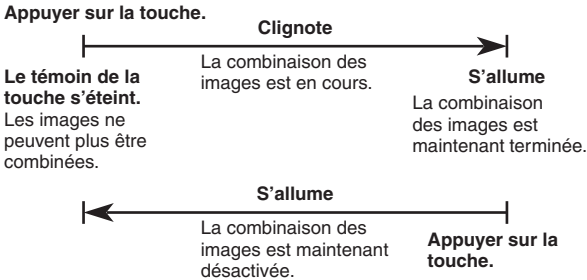 Appuyer sur la touche.
Clignote
La combinaison des
images est en cours.
Le témoin de la
touche s'éteint.
Les images ne
peuvent plus être
combinées.
S'allume
La combinaison
des images est
maintenant terminée.
S'allume
La combinaison des
images est maintenant
désactivée.
Appuyer sur la
touche.